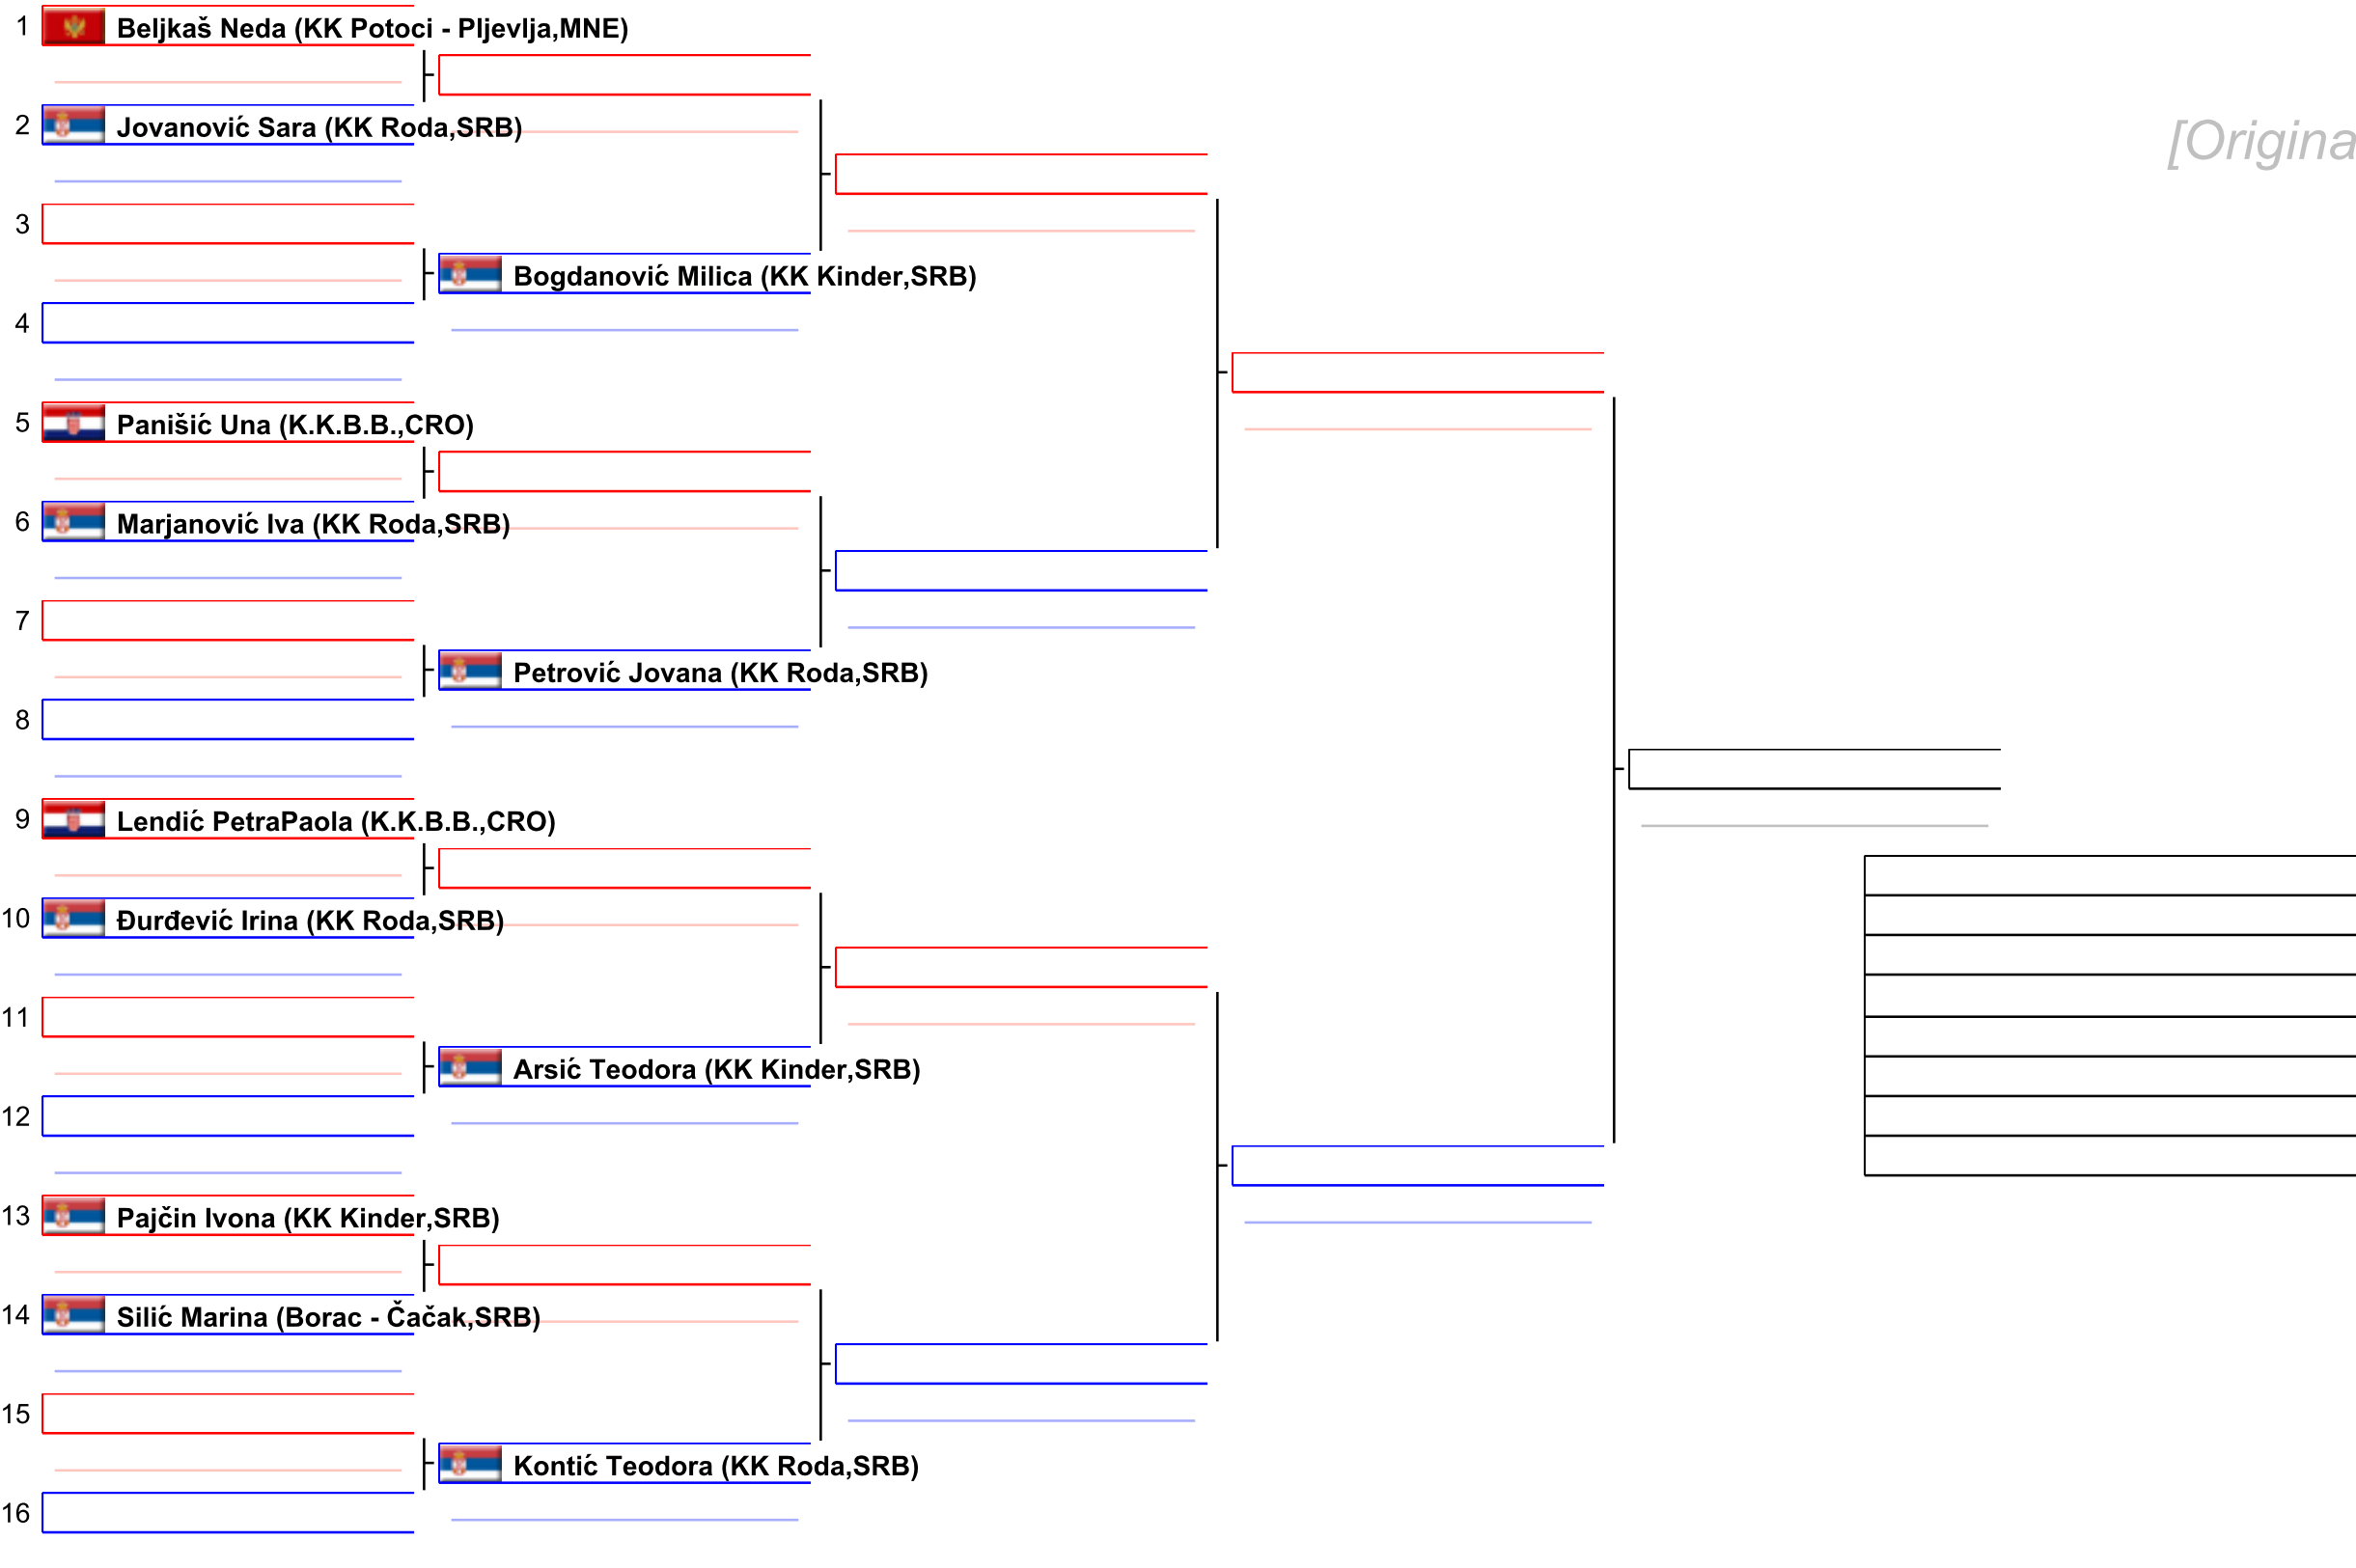 1 Beljkaš Neda (KK Potoci - Pljevlja,MNE)
2 Jovanović Sara (KK Roda,SRB)
[Origina
3
Bogdanović Milica (KK Kinder,SRB)
4
5 Panišić Una (K.K.B.B.,CRO)
6 Marjanović Iva (KK Roda,SRB)
7
Petrović Jovana (KK Roda,SRB)
8
9 Lendić PetraPaola (K.K.B.B.,CRO)
10 Đurđević Irina (KK Roda,SRB)
11
Arsić Teodora (KK Kinder,SRB)
12
13 Pajčin Ivona (KK Kinder,SRB)
14 Silić Marina (Borac - Čačak,SRB)
15
Kontić Teodora (KK Roda,SRB)
16